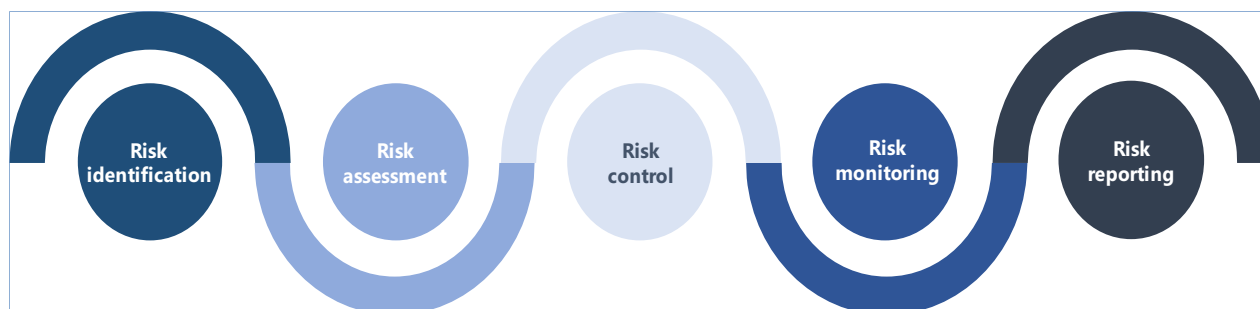 Risk
identification
Risk
assessment
Risk
control
Risk
monitoring
Risk
reporting